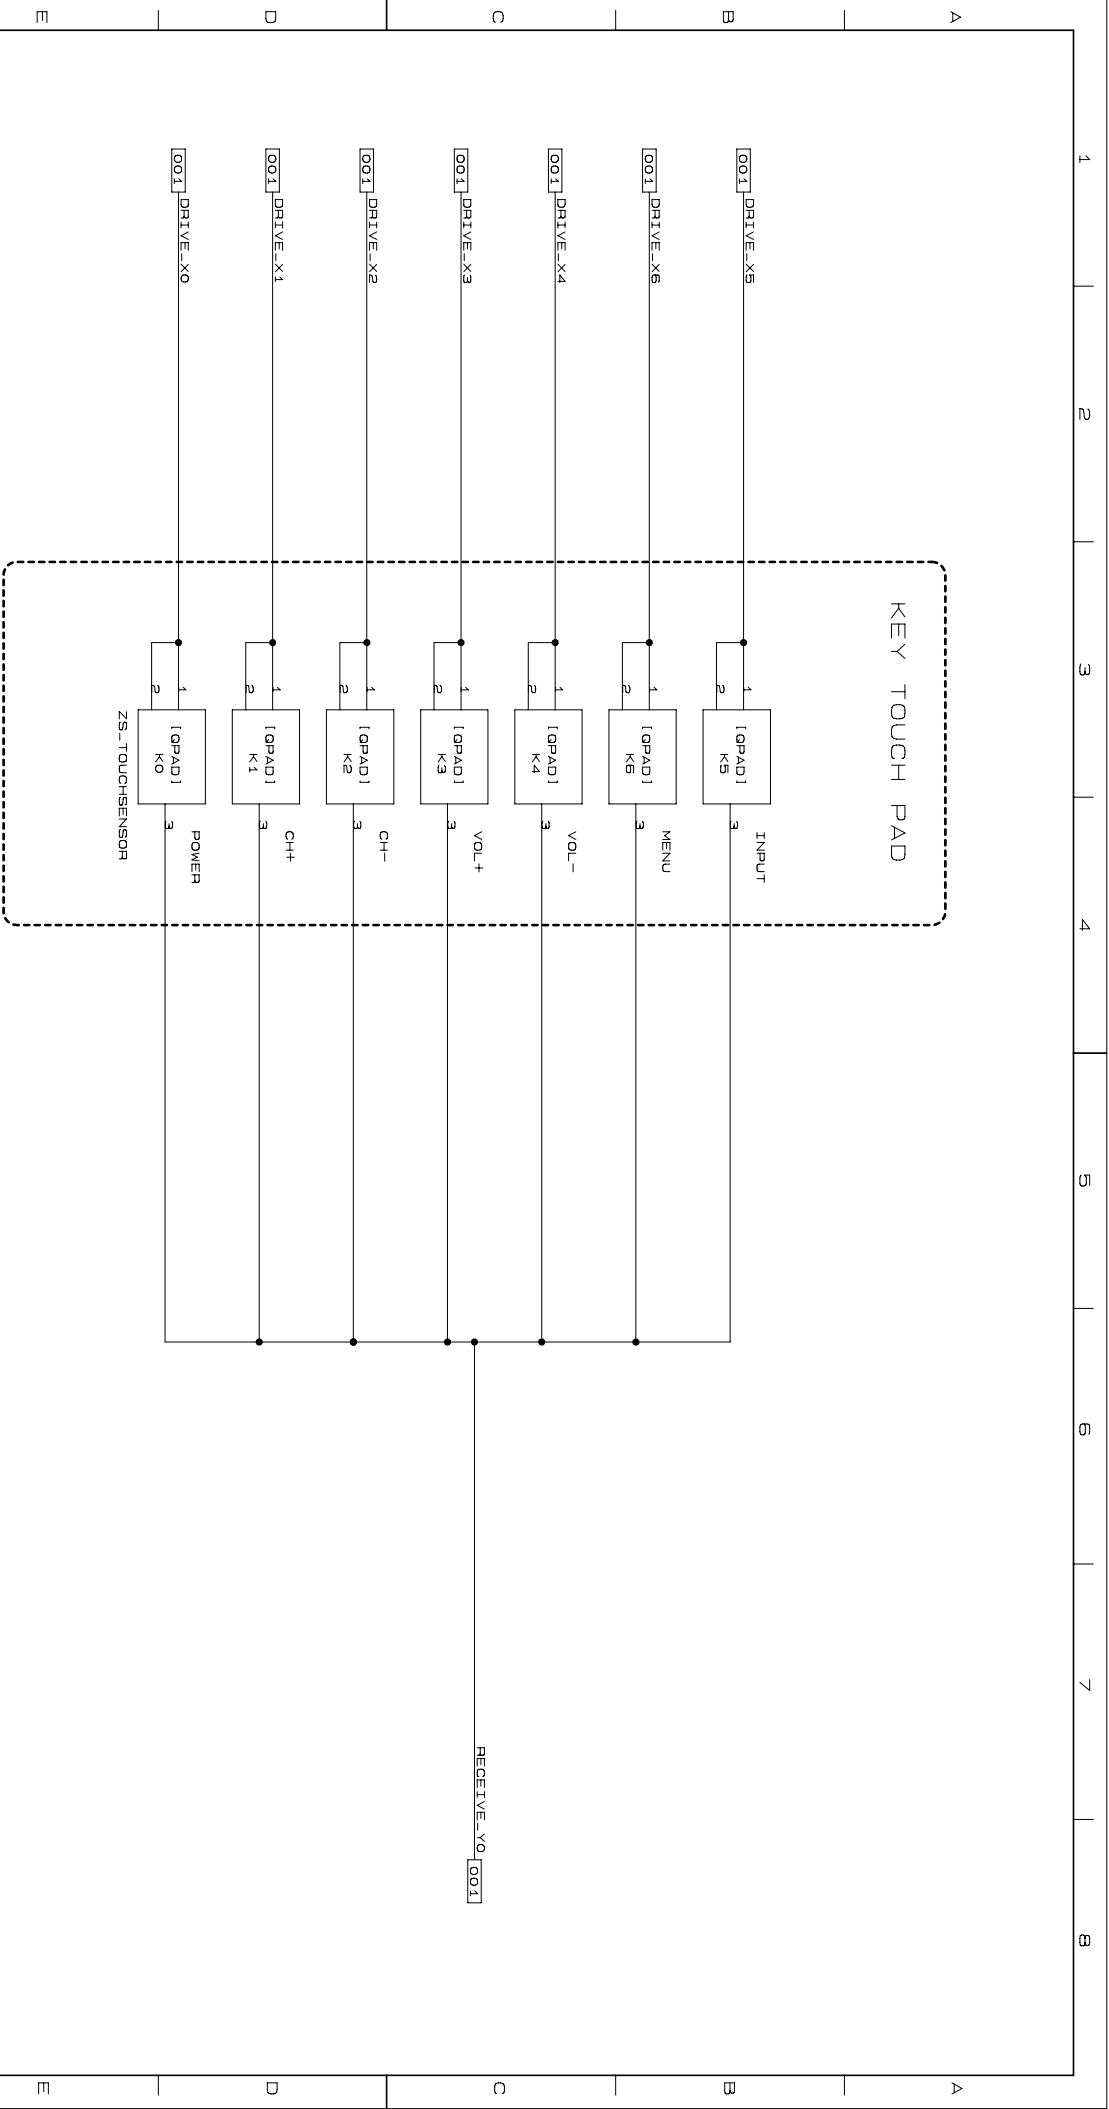 1
2
3
4
5
6
7
8
A
A
KEY TOUCH PAD
B
B
001
DRIVE_X5
1
2
[QPAD]
K5
3
INPUT
001
DRIVE_X6
1
2
[QPAD]
K6
3
MENU
001
DRIVE_X4
1
2
[QPAD]
K4
3
VOL-
C
C
RECEIVE_Y0
001
001
DRIVE_X3
1
2
[QPAD]
K3
3
VOL+
001
DRIVE_X2
1
2
[QPAD]
K2
3
CH-
D
D
001
DRIVE_X1
1
2
[QPAD]
K1
3
CH+
001
DRIVE_X0
1
2
[QPAD]
K0
3
POWER
ZS_TOUCHSENSOR
E
E